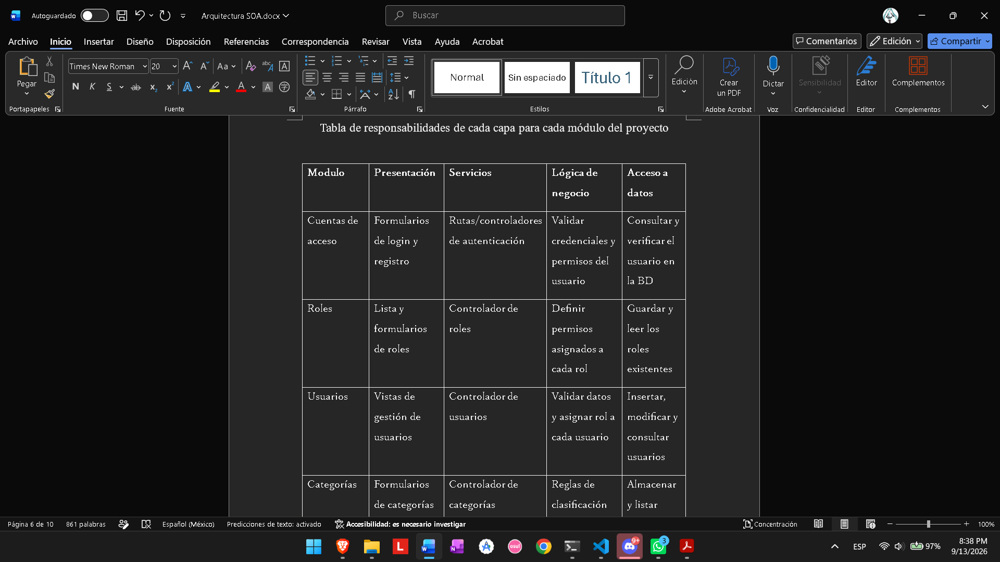 Autoguardado
Arquitectura SOA.docx
Buscar
Archivo Inicio Insertar Diseño Disposición Referencias Correspondencia Revisar Vista Ayuda Acrobat
Comentarios Edición Compartir
Pegar
Times New Roman 20
Aa
N K S ab x₂ x²
Normal
Sin espaciado
Título 1
Edición
Crear un PDF
Dictar
Sensibilidad
Editor
Complementos
Portapapeles Fuente Párrafo Estilos Adobe Acrobat Voz Confidencialidad Editor Complementos
Tabla de responsabilidades de cada capa para cada módulo del proyecto
Modulo
Presentación
Servicios
Lógica de
negocio
Acceso a
datos
Cuentas de
acceso
Formularios
de login y
registro
Rutas/controladores
de autenticación
Validar
credenciales y
permisos del
usuario
Consultar y
verificar el
usuario en
la BD
Roles
Lista y
formularios
de roles
Controlador de
roles
Definir
permisos
asignados a
cada rol
Guardar y
leer los
roles
existentes
Usuarios
Vistas de
gestión de
usuarios
Controlador de
usuarios
Validar datos
y asignar rol a
cada usuario
Insertar,
modificar y
consultar
usuarios
Categorías
Formularios
de categorías
Controlador de
categorías
Reglas de
clasificación
Almacenar
y listar
Página 6 de 10 861 palabras Español (México) Predicciones de texto: activado Accesibilidad: es necesario investigar
Concentración 100%
L
osu!
9+
3
ESP
97%
8:38 PM
9/13/2026